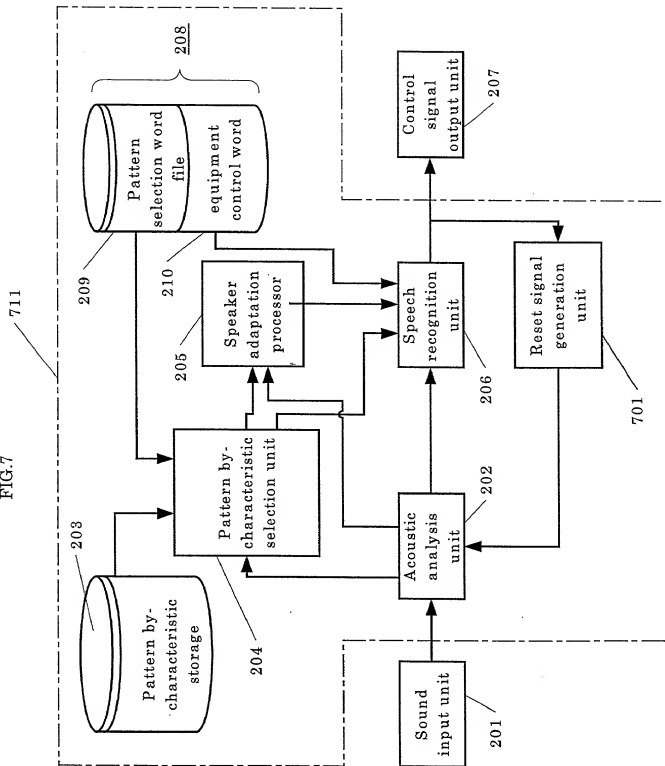 FIG.7
711
203
Pattern by-
characteristic
storage
204
Pattern by-
characteristic
selection unit
209
210
Pattern
selection word
file
equipment
control word
208
205
Speaker
adaptation
processor
Sound
input unit
201
Acoustic
analysis
unit
202
Speech
recognition
unit
206
Control
signal
output unit
207
Reset signal
generation
unit
701